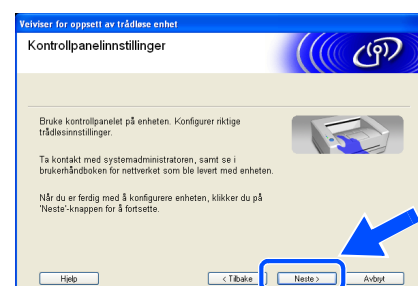 Veiviser for oppsett av trådløse enhet
Kontrollpanelinnstillinger
Bruke kontrollpanelet på enheten. Konfigurer riktige
trådløsinnstillinger.
Ta kontakt med systemadministratoren, samt se i
brukerhåndboken for nettverket som ble levert med enheten.
Når du er ferdig med å konfigurere enheten, klikker du på
'Neste'-knappen for å fortsette.
Hjelp < Tilbake Neste > Avbryt